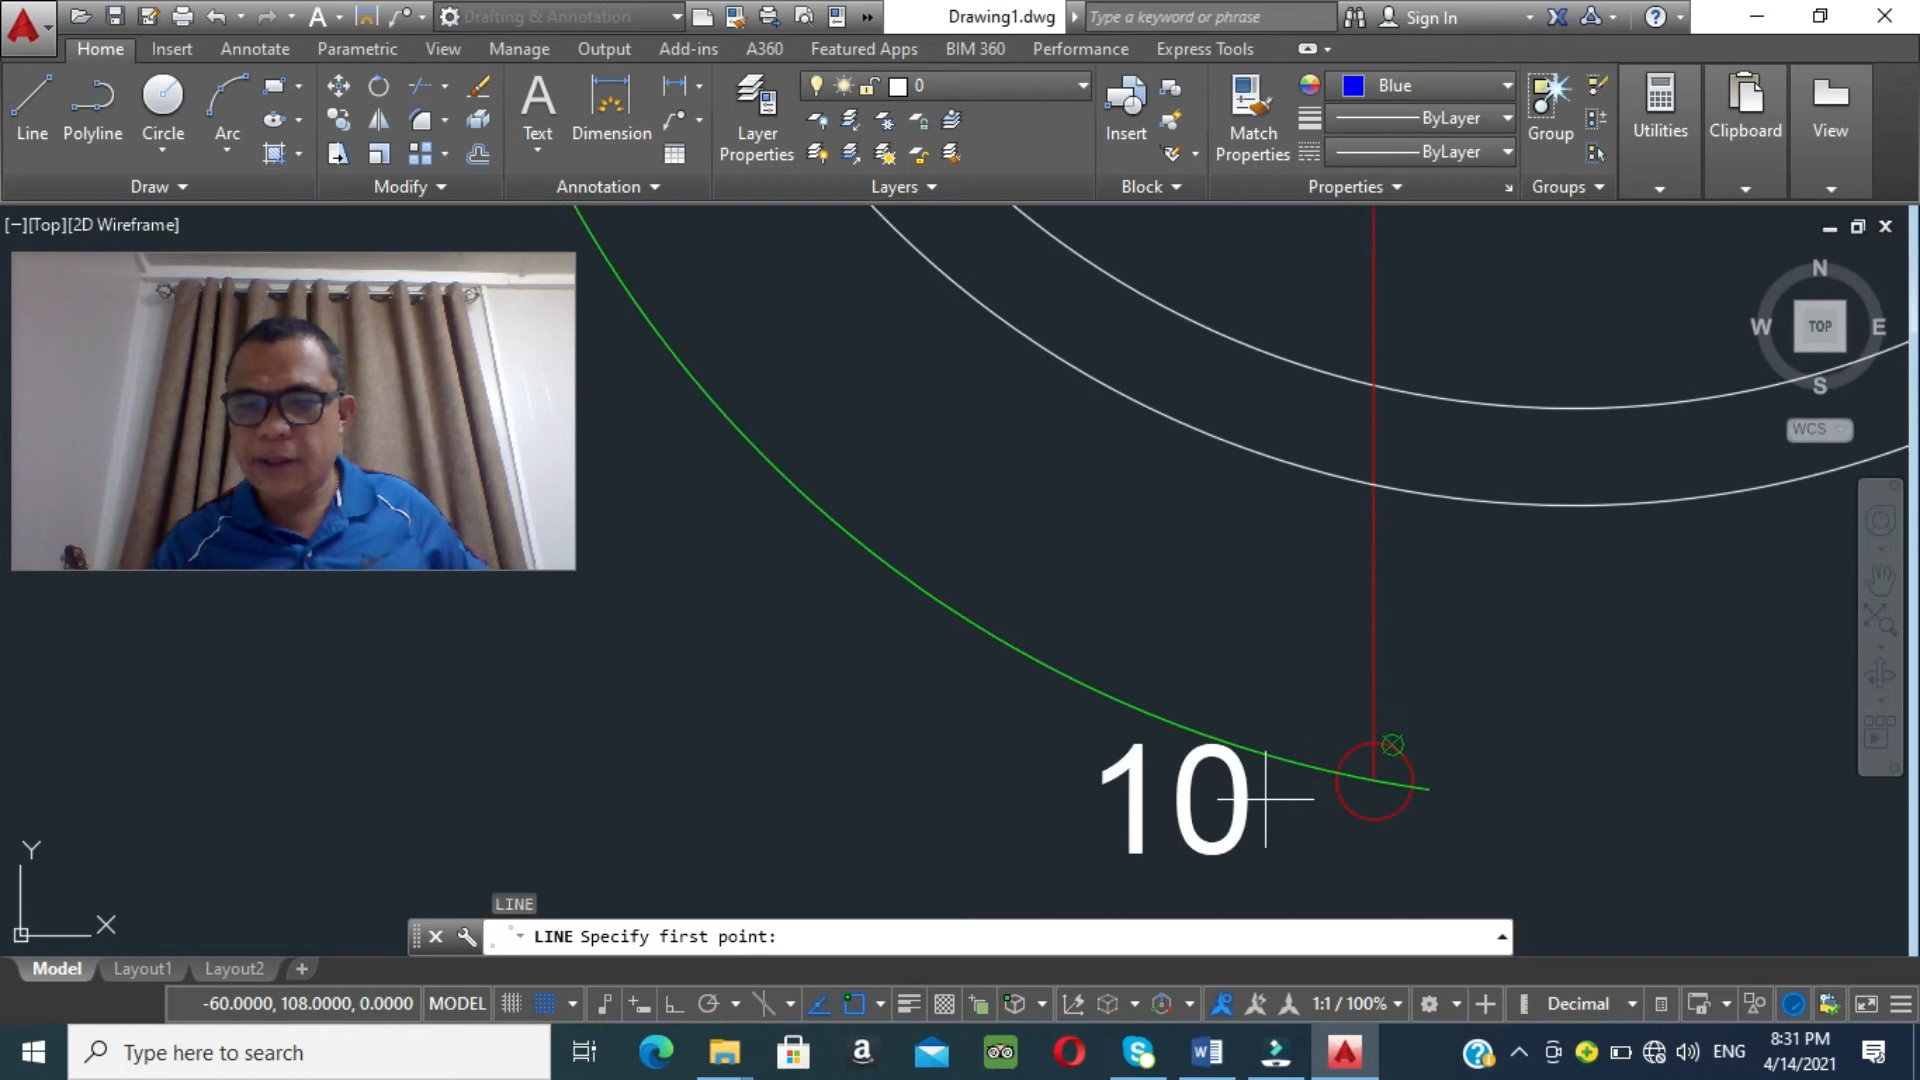 Drafting & Annotation
Drawing1.dwg
Type a keyword or phrase
Sign In
Home Insert Annotate Parametric View Manage Output Add-ins A360 Featured Apps BIM 360 Performance Express Tools
Line Polyline Circle Arc
Text Dimension
Layer Properties
0
Insert
Match Properties
Blue
ByLayer
ByLayer
Group
Utilities
Clipboard
View
Draw
Modify
Annotation
Layers
Block
Properties
Groups
[−][Top][2D Wireframe]
N
W
TOP
E
S
WCS
10
Y
X
LINE
LINE Specify first point:
Model Layout1 Layout2
-60.0000, 108.0000, 0.0000 MODEL
1:1 / 100%
Decimal
Type here to search
ENG
8:31 PM
4/14/2021